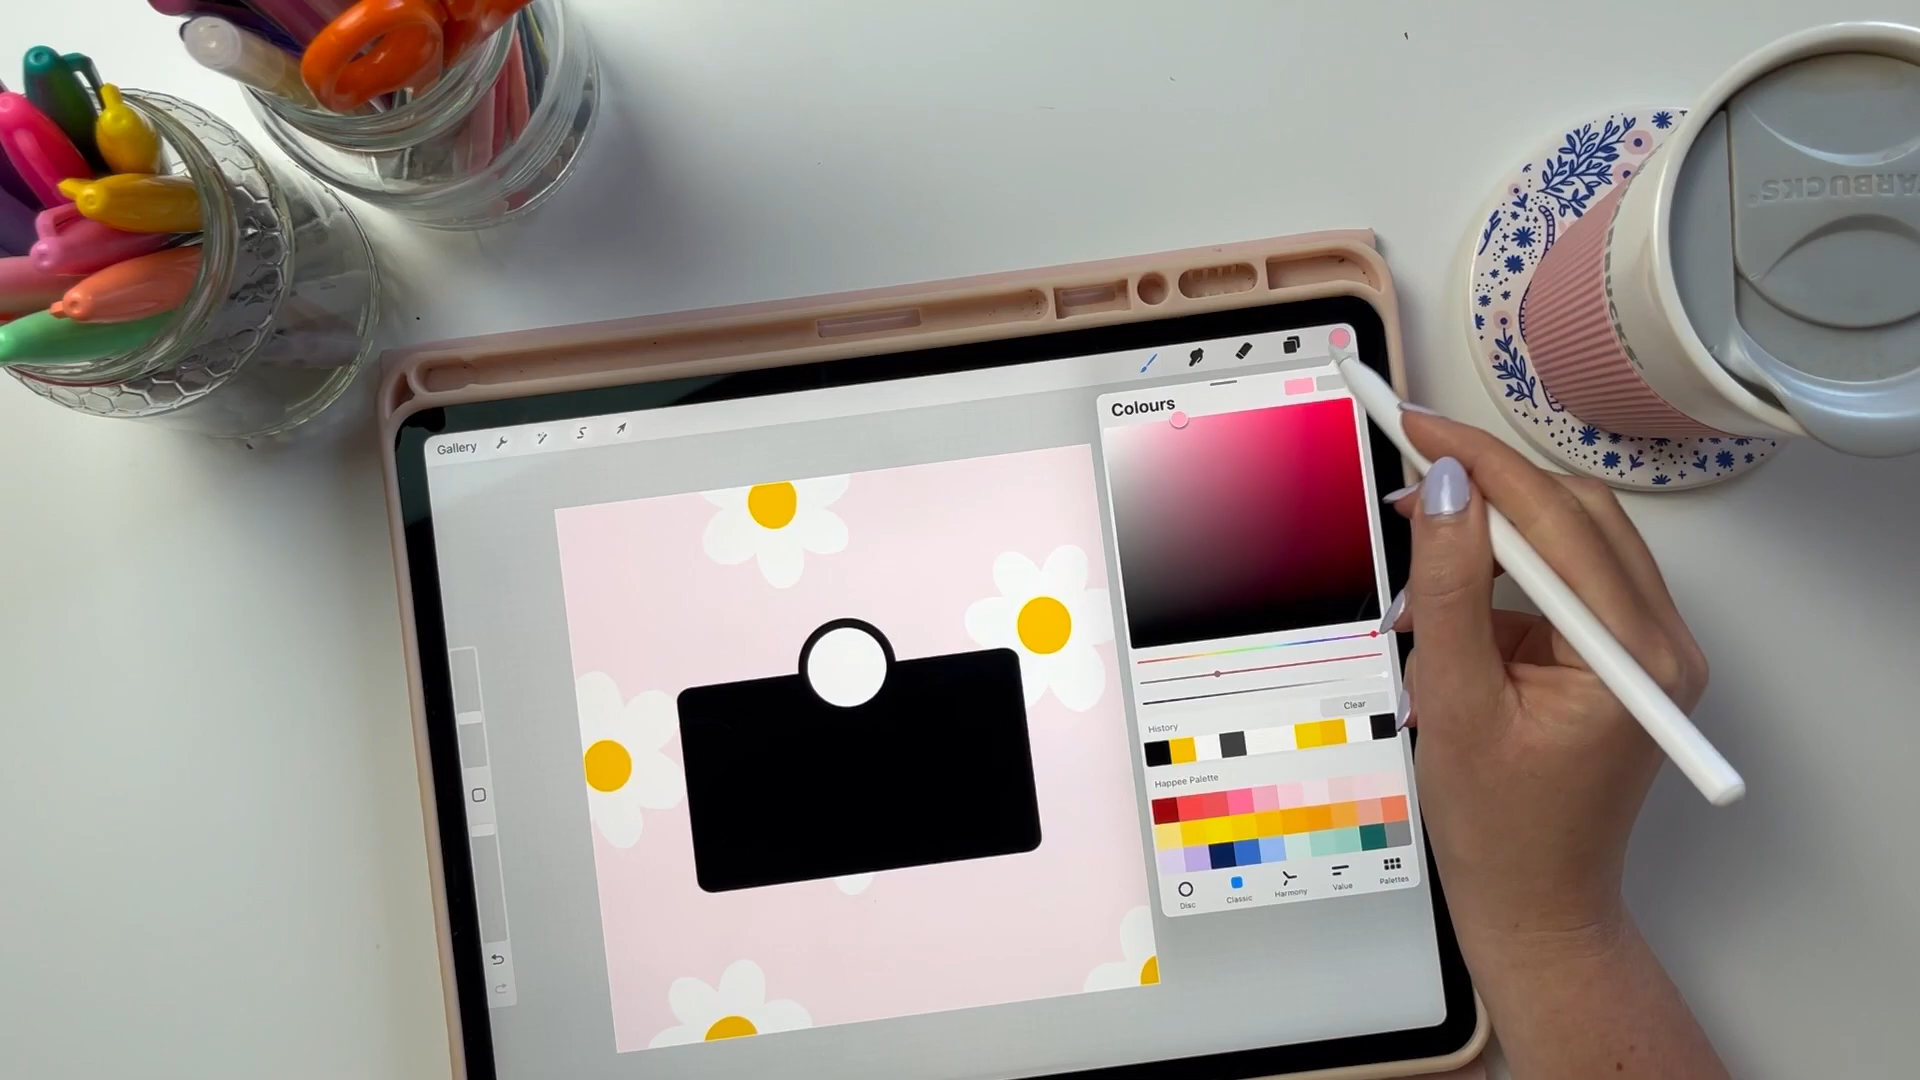 STARBUCKS®
Gallery
Colours
Clear
History
Happee Palette
Disc
Classic
Harmony
Value
Palettes